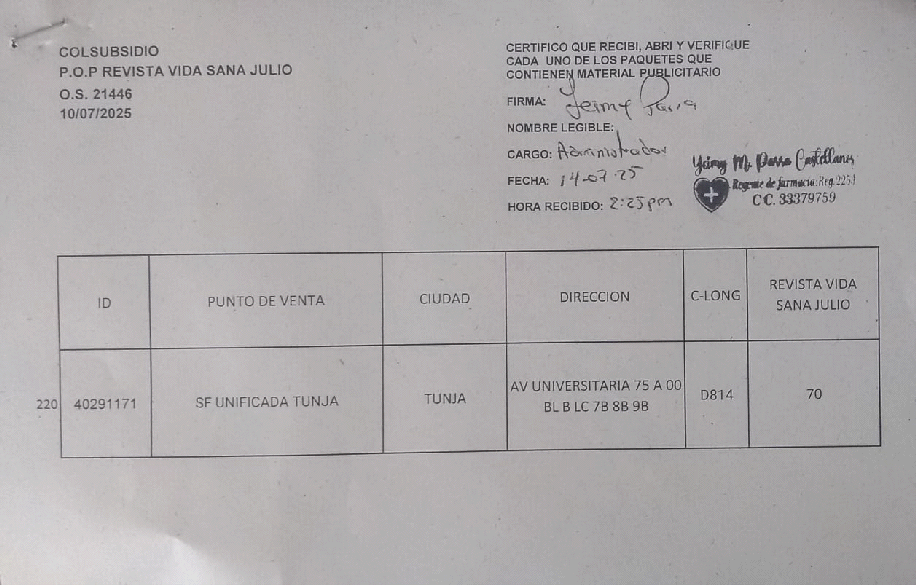 COLSUBSIDIO
P.O.P REVISTA VIDA SANA JULIO
O.S. 21446
10/07/2025
CERTIFICO QUE RECIBI, ABRI Y VERIFIQUE
CADA UNO DE LOS PAQUETES QUE
CONTIENEN MATERIAL PUBLICITARIO
FIRMA: Yeimy Parra
NOMBRE LEGIBLE:
CARGO: Administrador
FECHA: 14-07-25
HORA RECIBIDO: 2:25pm
Yeimy M. Parra Castellanos
Regente de farmacia: Reg.
C.C. 33379759
ID PUNTO DE VENTA CIUDAD DIRECCION C-LONG REVISTA VIDA
SANA JULIO
220 40291171 SF UNIFICADA TUNJA TUNJA AV UNIVERSITARIA 75 A 00
BL B LC 7B 8B 9B D814 70